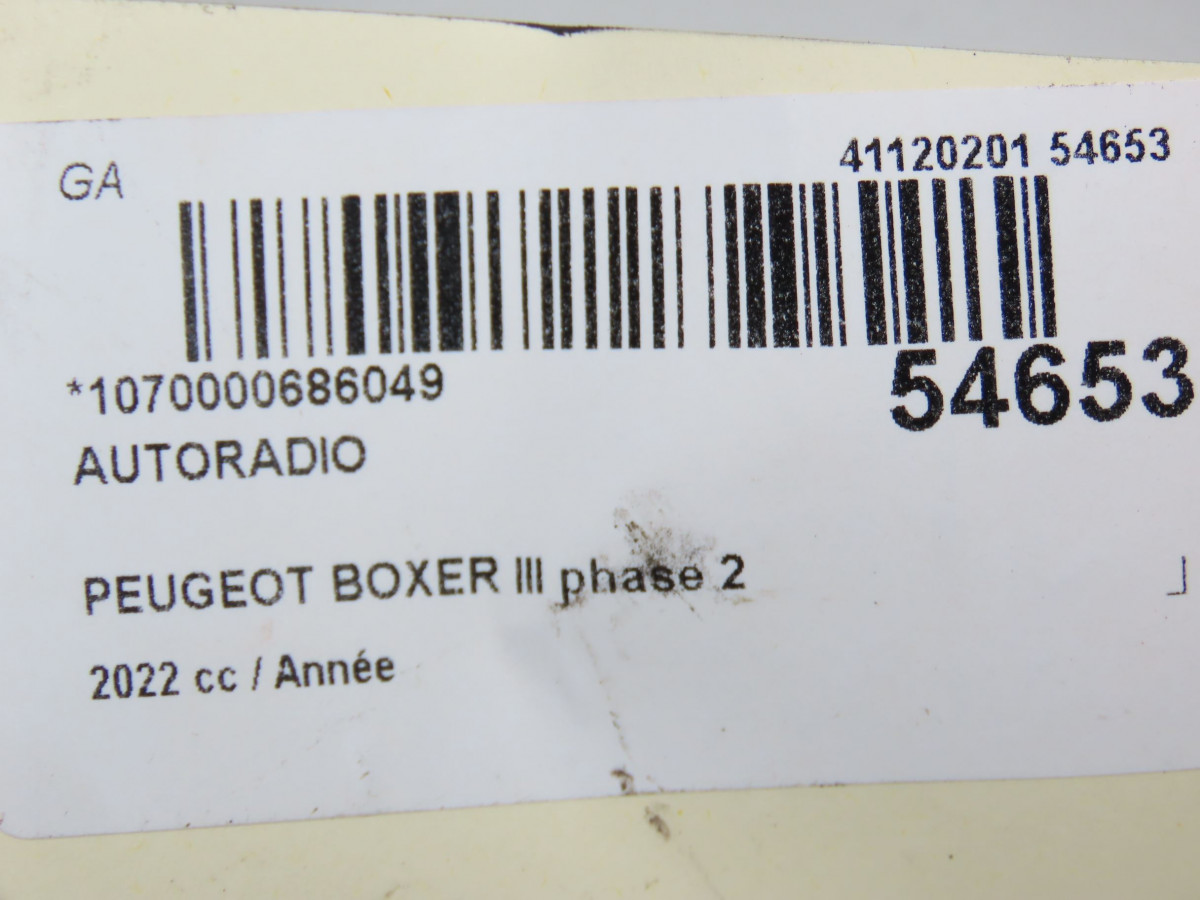 GA
41120201 54653
*1070000686049
54653
AUTORADIO
PEUGEOT BOXER III phase 2
2022 cc / Année